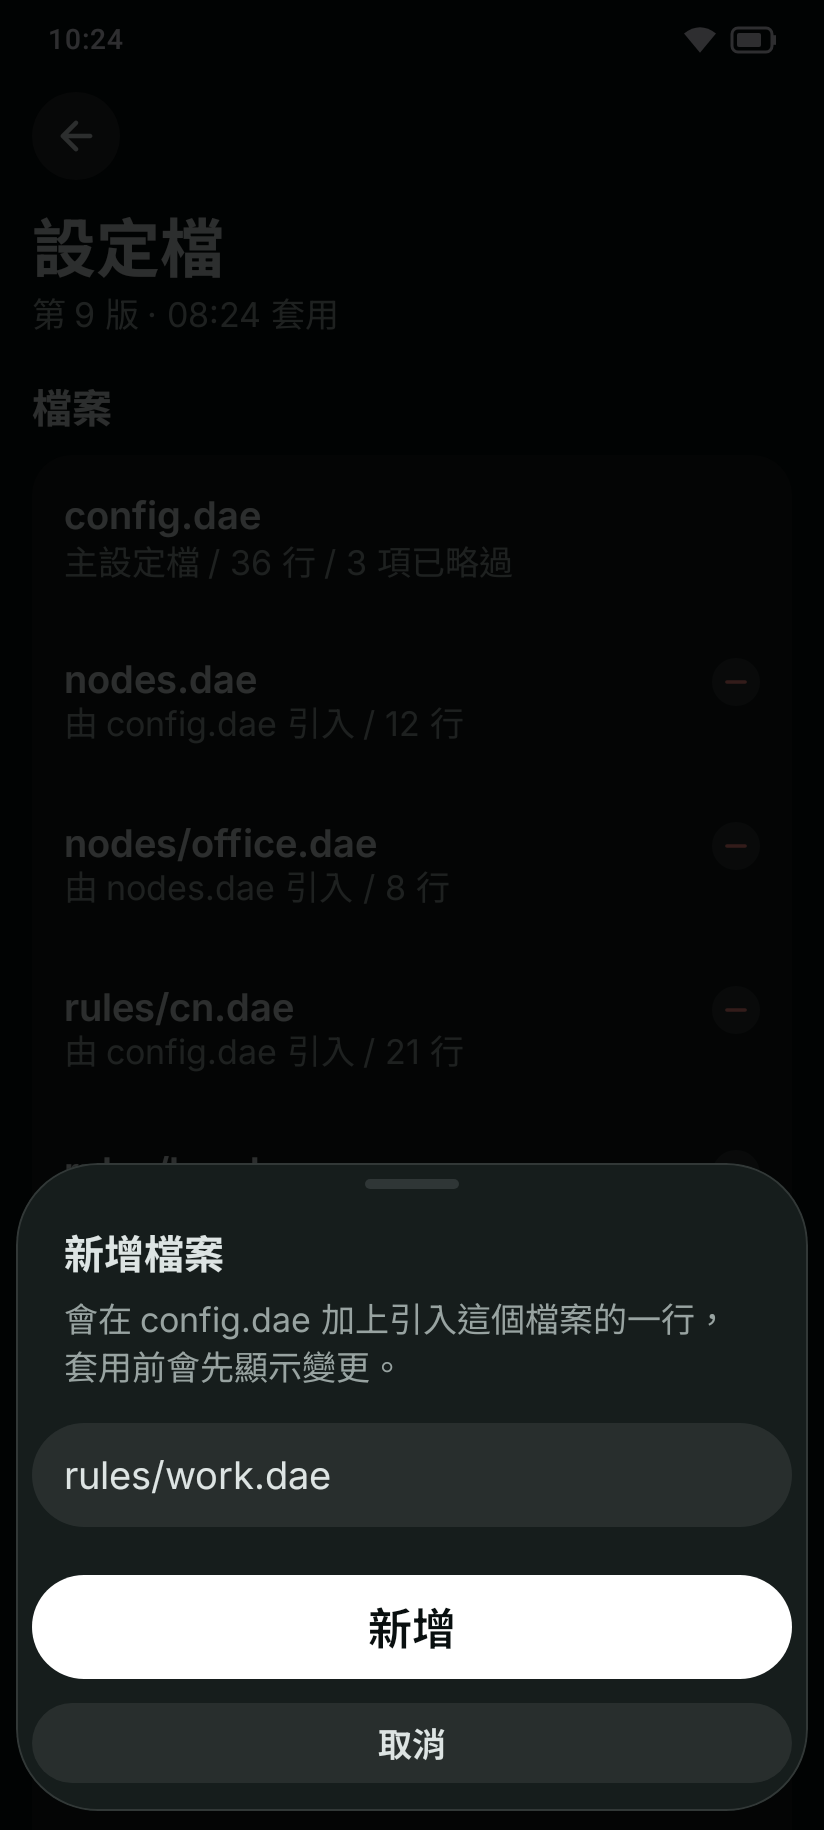 10:24
設定檔
第 9 版 · 08:24 套用
檔案
config.dae
主設定檔 / 36 行 / 3 項已略過
nodes.dae
由 config.dae 引入 / 12 行
nodes/office.dae
由 nodes.dae 引入 / 8 行
rules/cn.dae
由 config.dae 引入 / 21 行
新增檔案
會在 config.dae 加上引入這個檔案的一行，
套用前會先顯示變更。
rules/work.dae
新增
取消